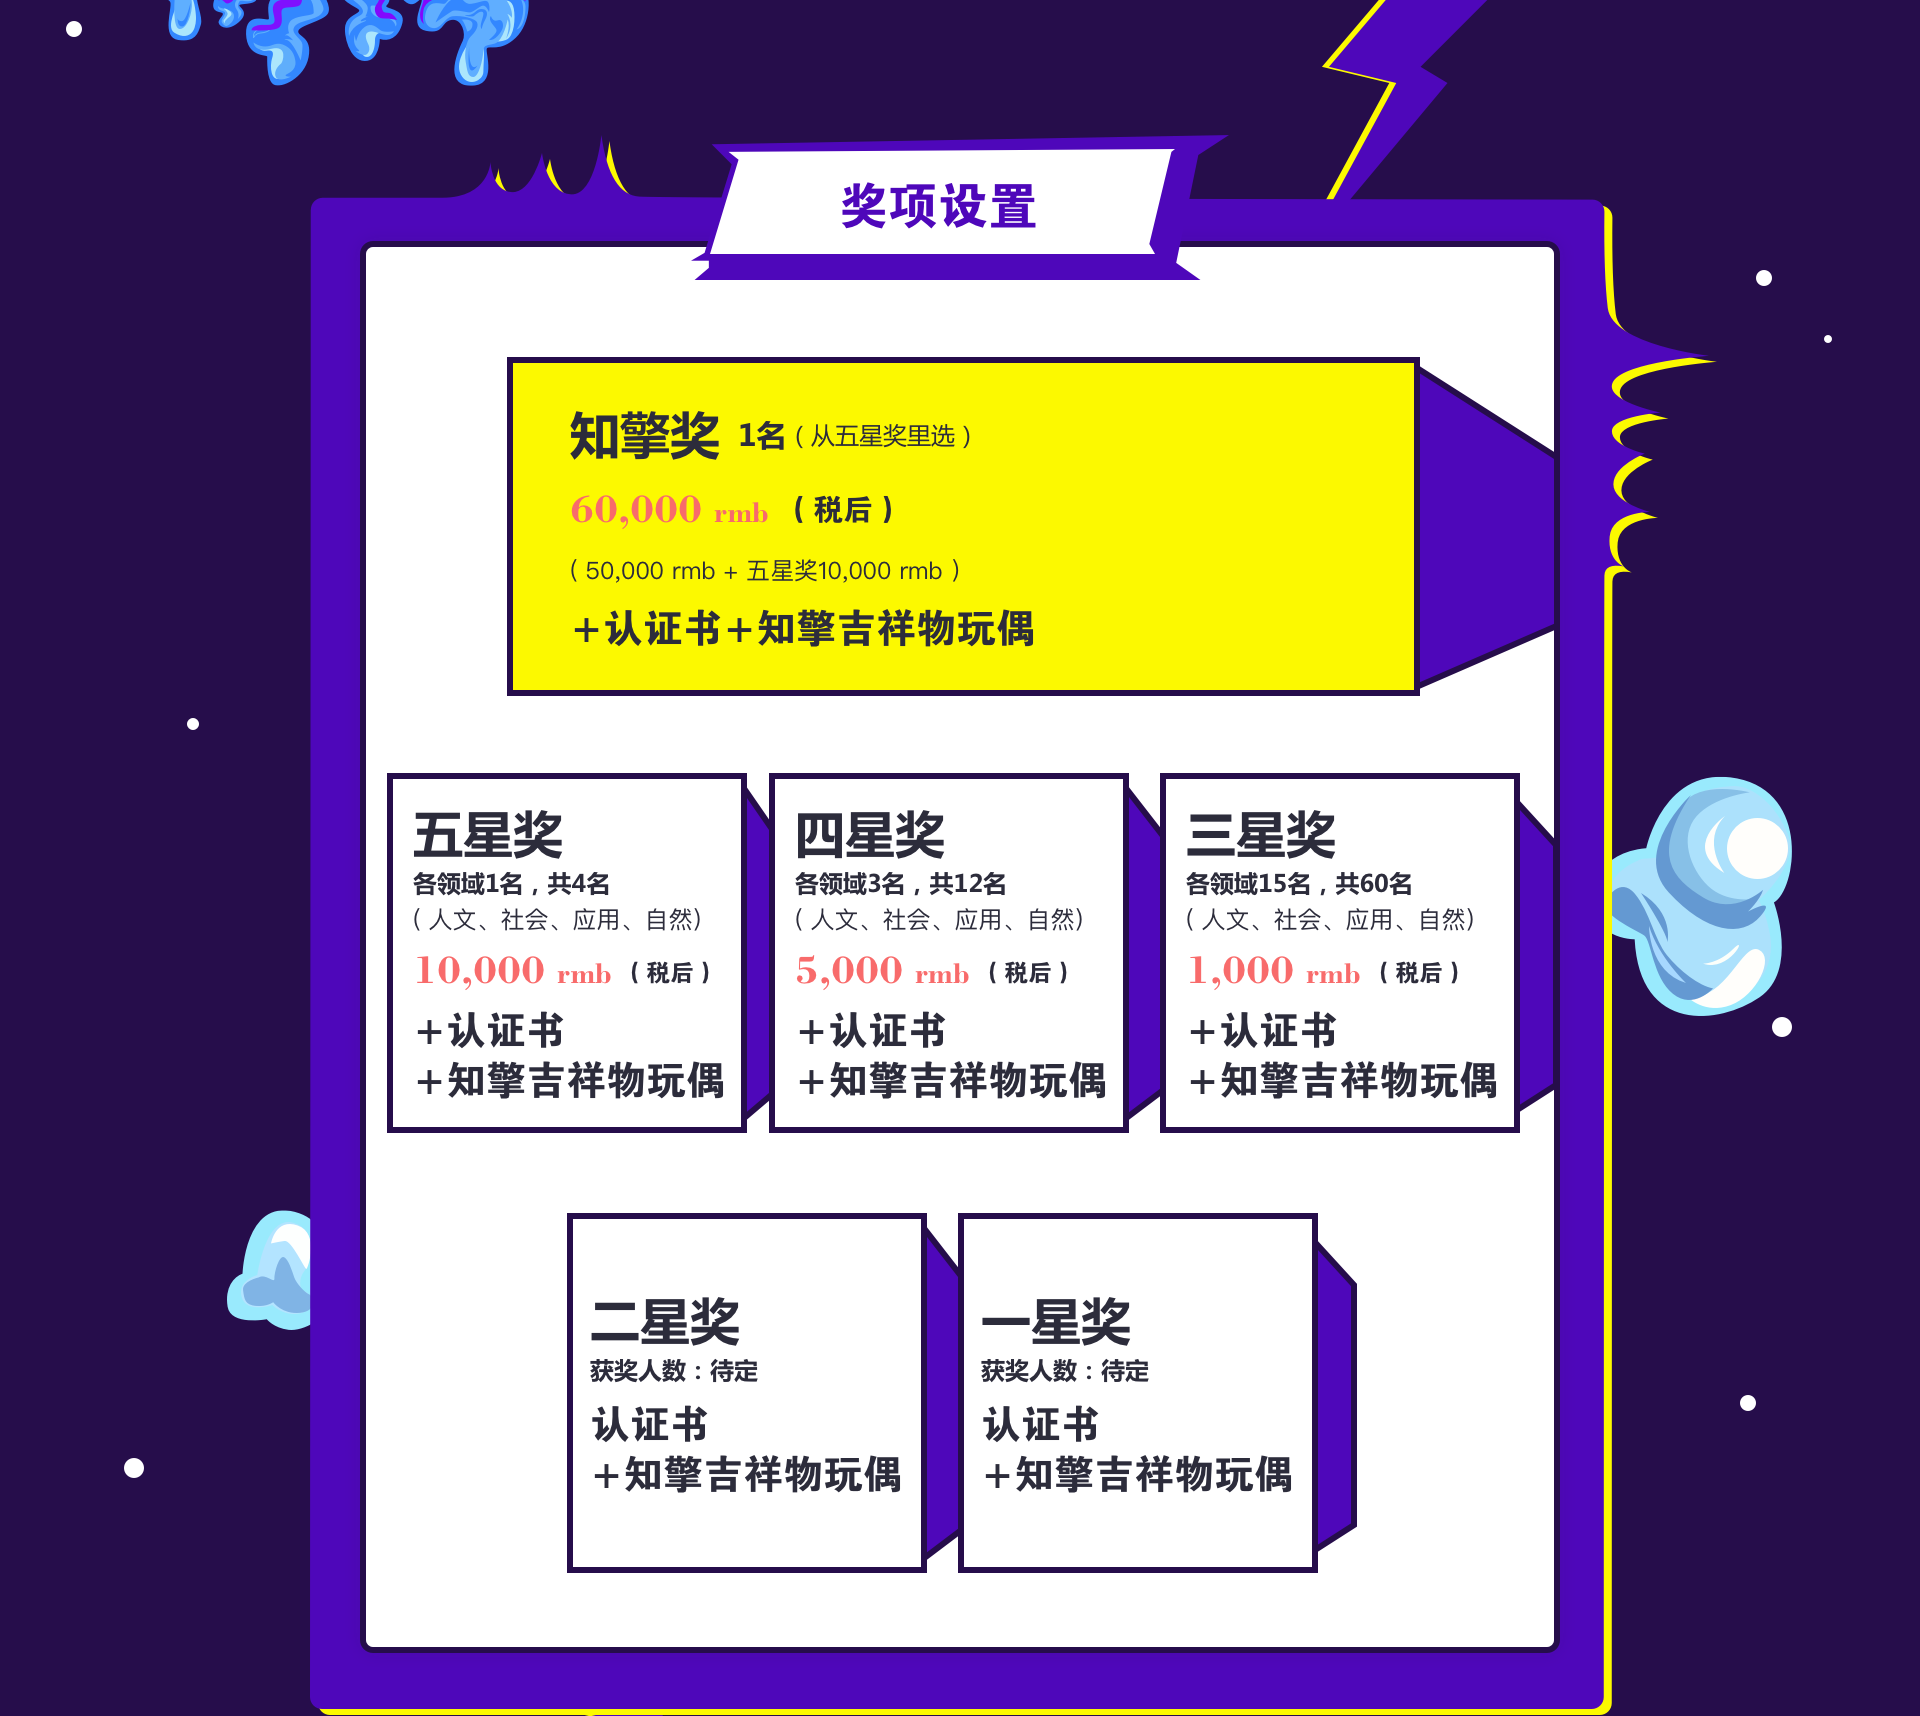 奖项设置
知擎奖 1名(从五星奖里选)
60,000 rmb (税后)
(50,000 rmb + 五星奖10,000 rmb)
+认证书+知擎吉祥物玩偶
五星奖
各领域1名,共4名
(人文、社会、应用、自然)
10,000 rmb (税后)
+认证书
+知擎吉祥物玩偶
四星奖
各领域3名,共12名
(人文、社会、应用、自然)
5,000 rmb (税后)
+认证书
+知擎吉祥物玩偶
三星奖
各领域15名,共60名
(人文、社会、应用、自然)
1,000 rmb (税后)
+认证书
+知擎吉祥物玩偶
二星奖
获奖人数:待定
认证书
+知擎吉祥物玩偶
一星奖
获奖人数:待定
认证书
+知擎吉祥物玩偶